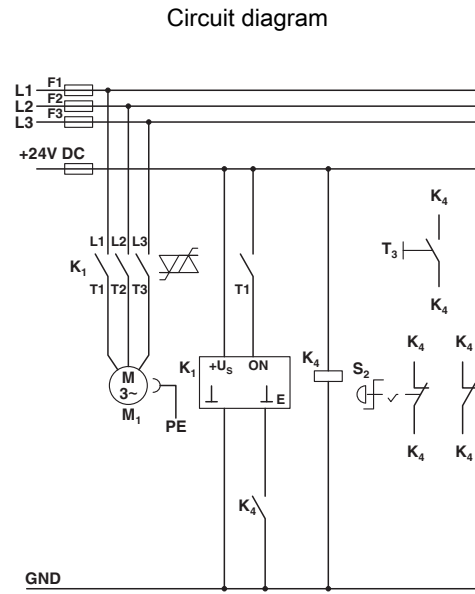 Circuit diagram
F1
L1
F2
L2
F3
L3
+24V DC
L1 L2 L3
K1
T1 T2 T3
T1
K4
T3
K4
K1
+US ON
E
K4
S2
K4 K4
K4 K4
M
3~
M1
PE
K4
GND